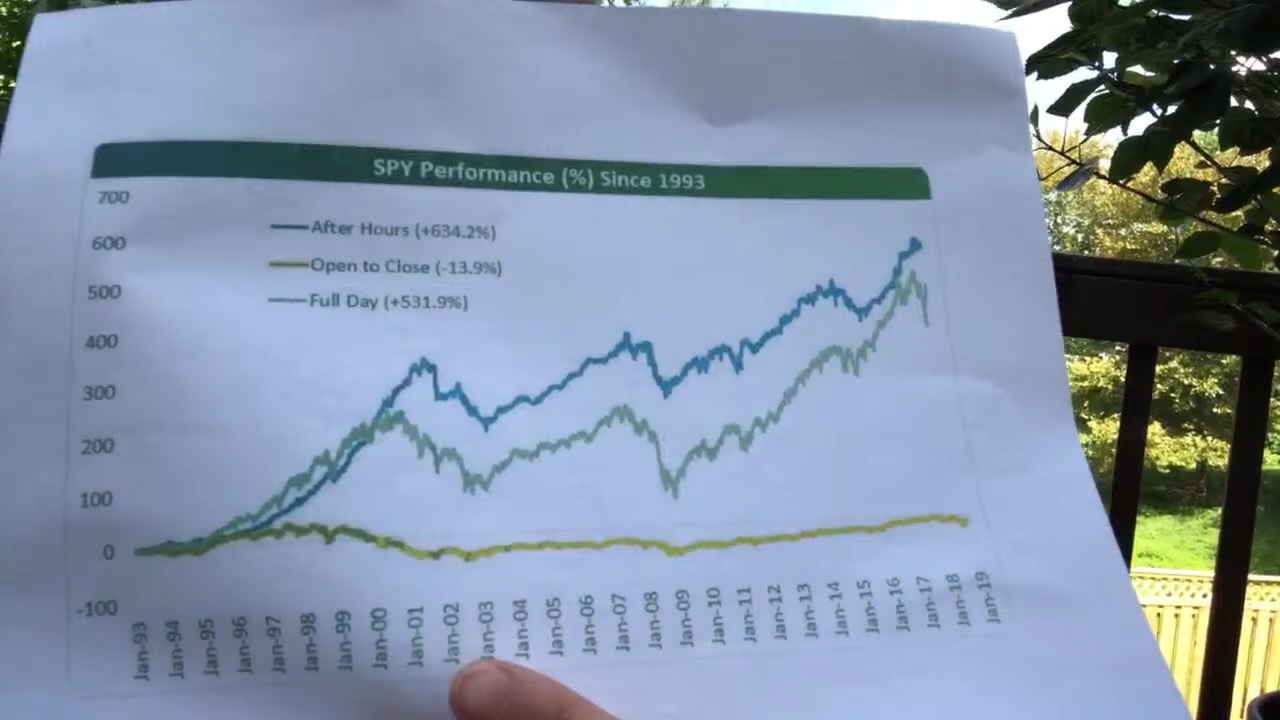 SPY Performance (%) Since 1993
700
600
500
400
300
200
100
0
-100
After Hours (+634.2%)
Open to Close (-13.9%)
Full Day (+531.9%)
Jan-93
Jan-94
Jan-95
Jan-96
Jan-97
Jan-98
Jan-99
Jan-00
Jan-01
Jan-02
Jan-03
Jan-04
Jan-05
Jan-06
Jan-07
Jan-08
Jan-09
Jan-10
Jan-11
Jan-12
Jan-13
Jan-14
Jan-15
Jan-16
Jan-17
Jan-18
Jan-19